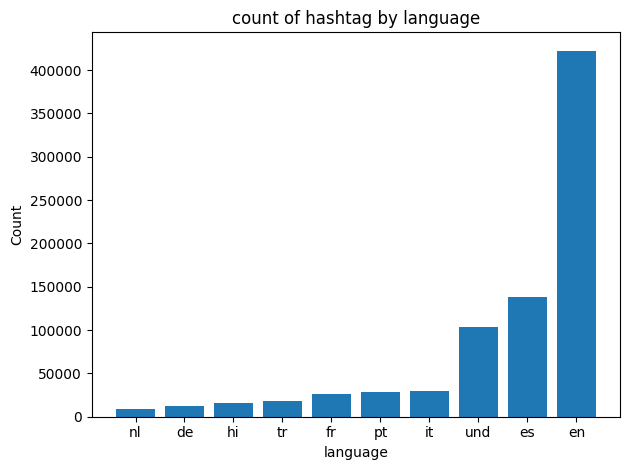 count of hashtag by language
400000
350000
300000
250000
200000
150000
100000
50000
0
Count
nl de hi tr fr pt it und es en
language